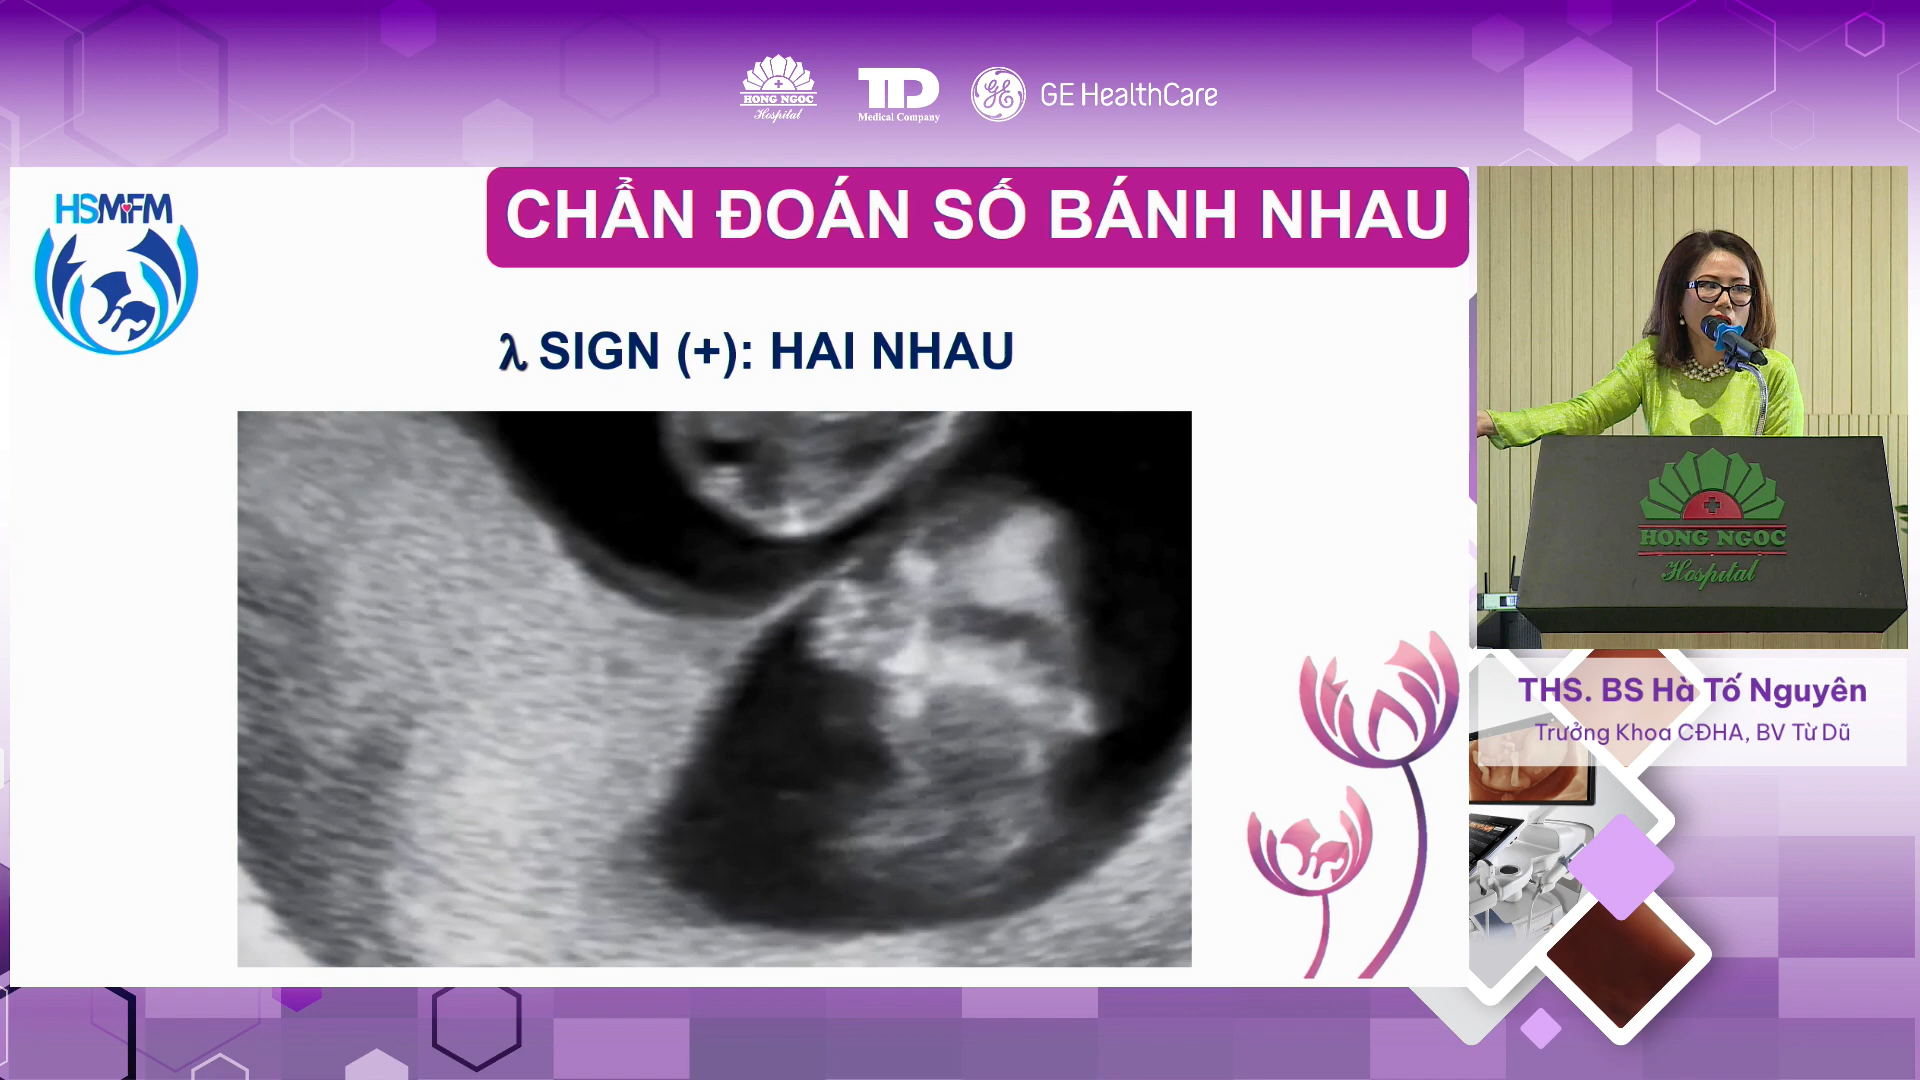 HONG NGOC
Hospital
TD
Medical Company
GE HealthCare
HSMFM
CHẨN ĐOÁN SỐ BÁNH NHAU
λ SIGN (+): HAI NHAU
HONG NGOC
Hospital
THS. BS Hà Tố Nguyên
Trưởng Khoa CĐHA, BV Từ Dũ